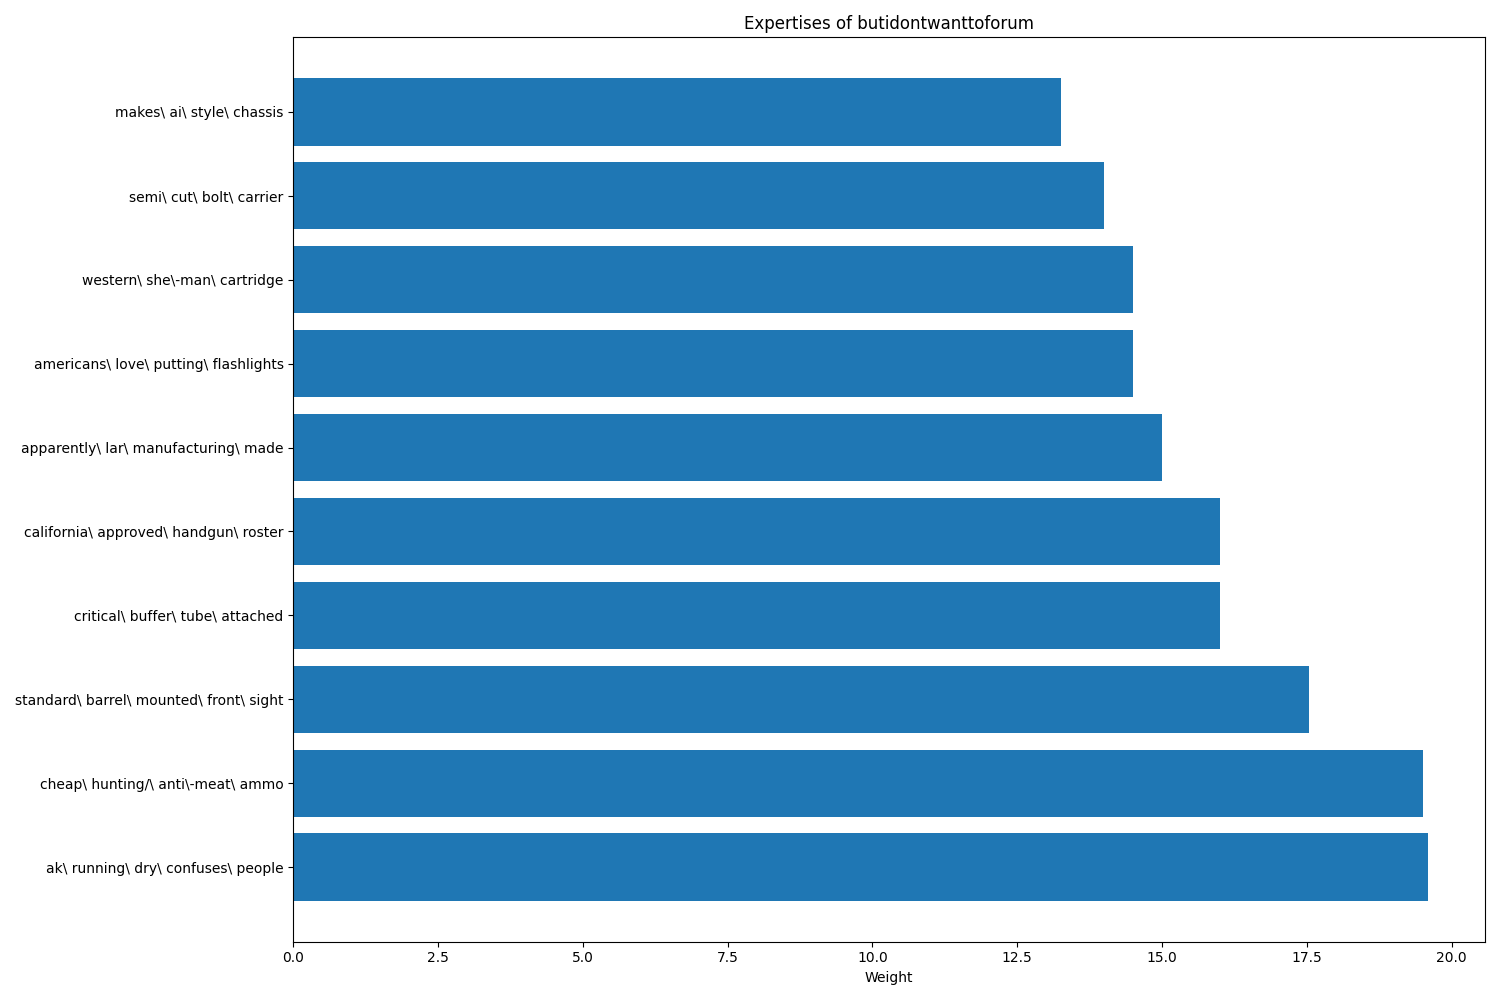 Expertises of butidontwanttoforum
makes\ ai\ style\ chassis
semi\ cut\ bolt\ carrier
western\ she\-man\ cartridge
americans\ love\ putting\ flashlights
apparently\ lar\ manufacturing\ made
california\ approved\ handgun\ roster
critical\ buffer\ tube\ attached
standard\ barrel\ mounted\ front\ sight
cheap\ hunting/\ anti\-meat\ ammo
ak\ running\ dry\ confuses\ people
0.0 2.5 5.0 7.5 10.0 12.5 15.0 17.5 20.0
Weight